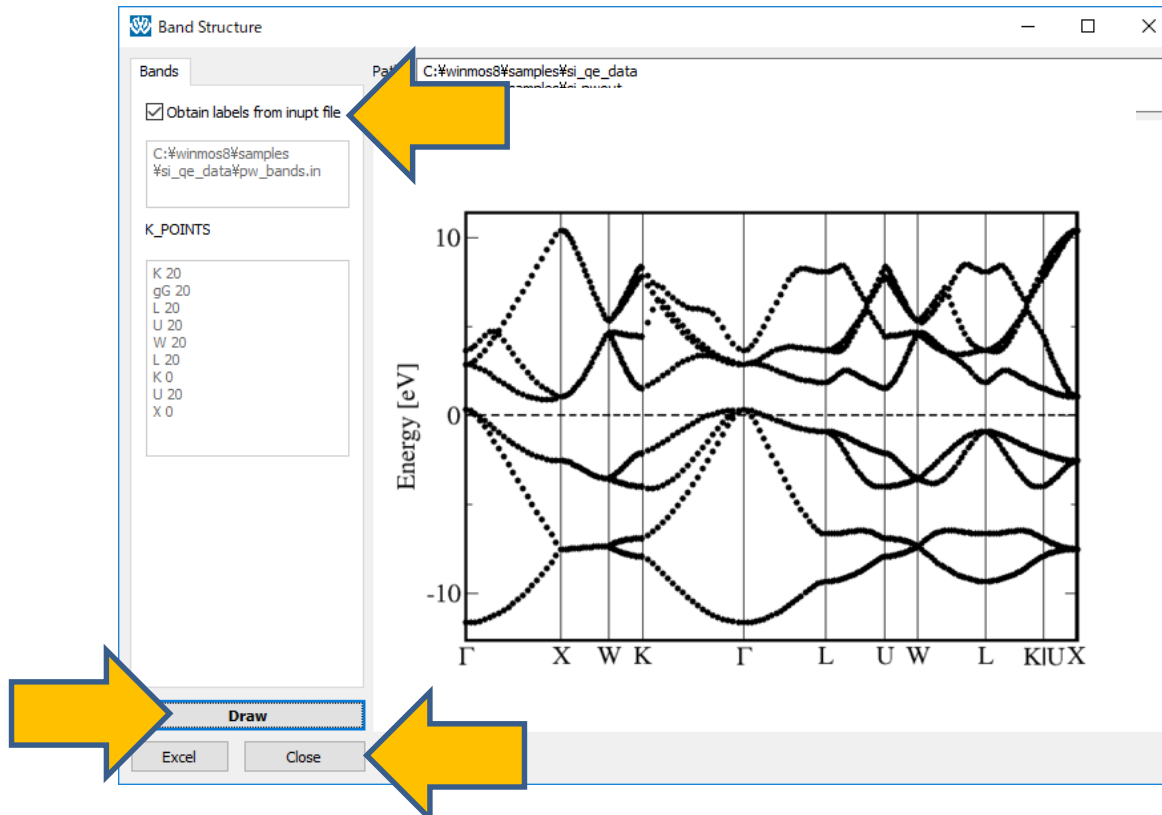 Band Structure
Bands
C:¥winmos8¥samples¥si_qe_data
Obtain labels from inupt file
C:¥winmos8¥samples
¥si_qe_data¥pw_bands.in
K_POINTS
K 20
gG 20
L 20
U 20
W 20
L 20
K 0
U 20
X 0
10
0
-10
Energy [eV]
Γ X W K Γ L U W L K|U X
Draw
Excel Close